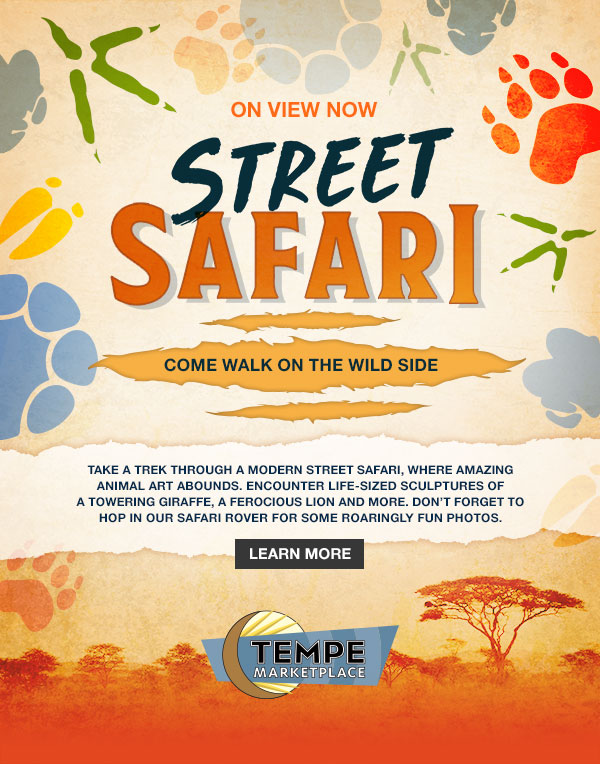 ON VIEW NOW
STREET
SAFARI
COME WALK ON THE WILD SIDE
TAKE A TREK THROUGH A MODERN STREET SAFARI, WHERE AMAZING
ANIMAL ART ABOUNDS. ENCOUNTER LIFE-SIZED SCULPTURES OF
A TOWERING GIRAFFE, A FEROCIOUS LION AND MORE. DON'T FORGET TO
HOP IN OUR SAFARI ROVER FOR SOME ROARINGLY FUN PHOTOS.
LEARN MORE
TEMPE
MARKETPLACE